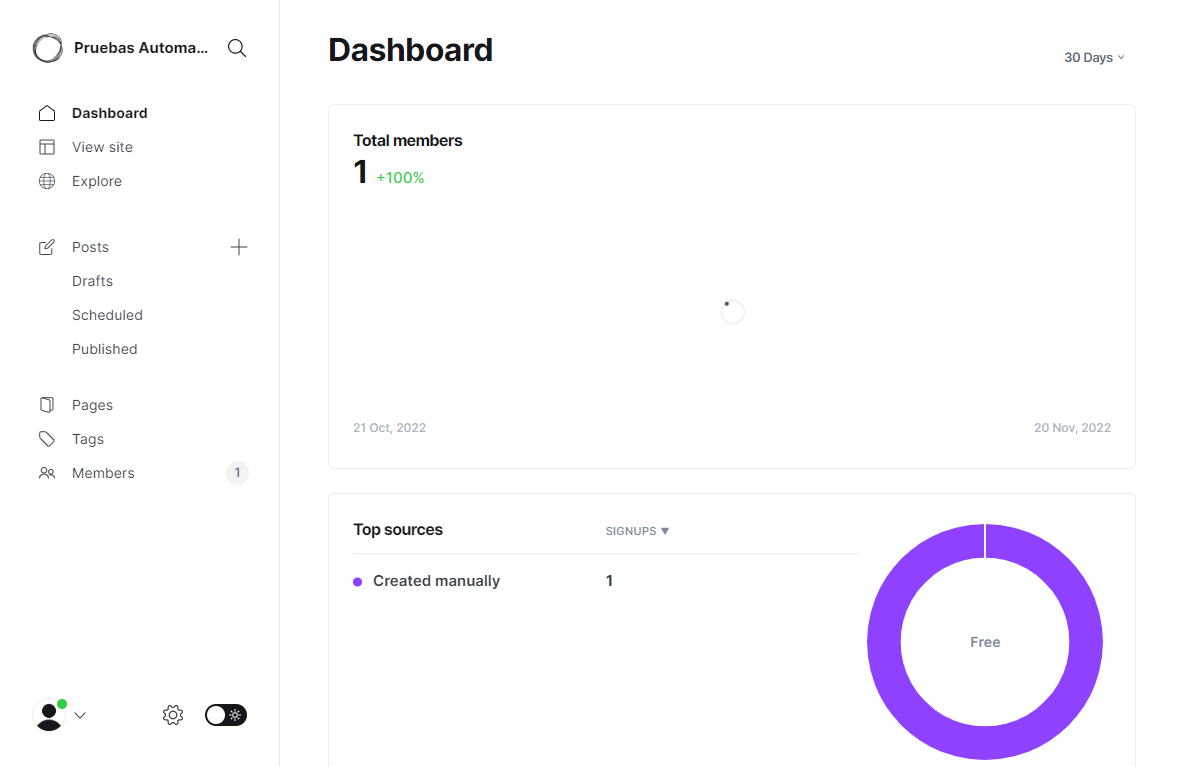 Pruebas Automa...
Dashboard
View site
Explore
Posts
Drafts
Scheduled
Published
Pages
Tags
Members
1
Dashboard
30 Days
Total members
1 +100%
21 Oct, 2022
20 Nov, 2022
Top sources
SIGNUPS
Created manually
1
Free